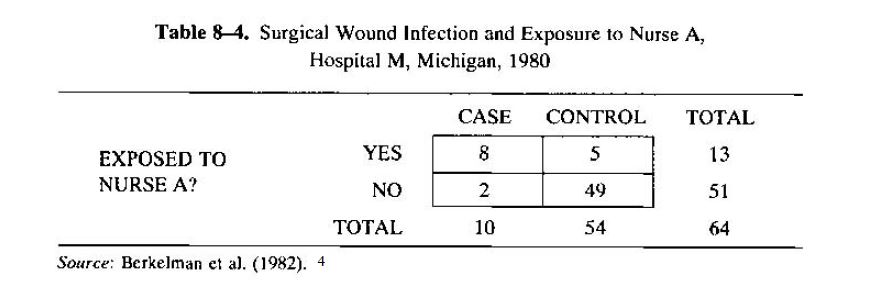 Table 8–4. Surgical Wound Infection and Exposure to Nurse A,
Hospital M, Michigan, 1980
CASE CONTROL TOTAL
EXPOSED TO NURSE A? YES 8 5 13
NO 2 49 51
TOTAL 10 54 64
Source: Berkelman et al. (1982). 4